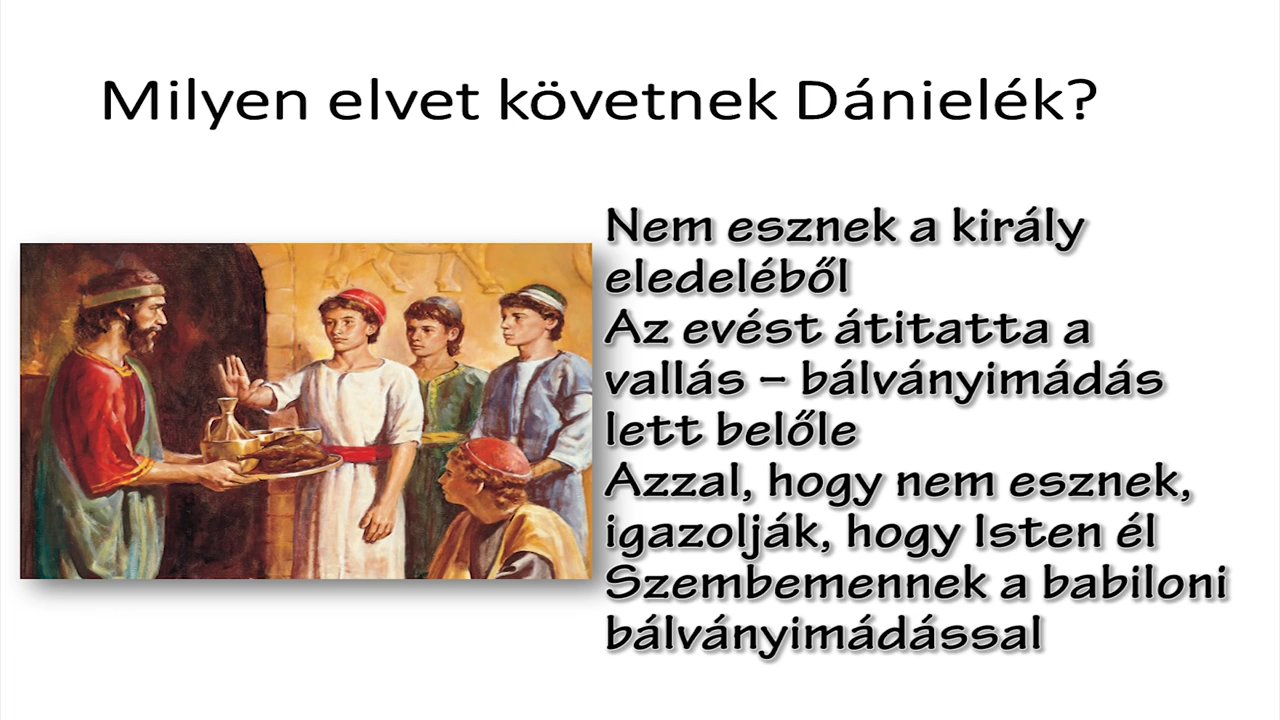 Milyen elvet követnek Dánielék?
Nem esznek a király
eledeléből
Az evést átitatta a
vallás – bálványimádás
lett belőle
Azzal, hogy nem esznek,
igazolják, hogy Isten él
Szembemennek a babiloni
bálványimádással